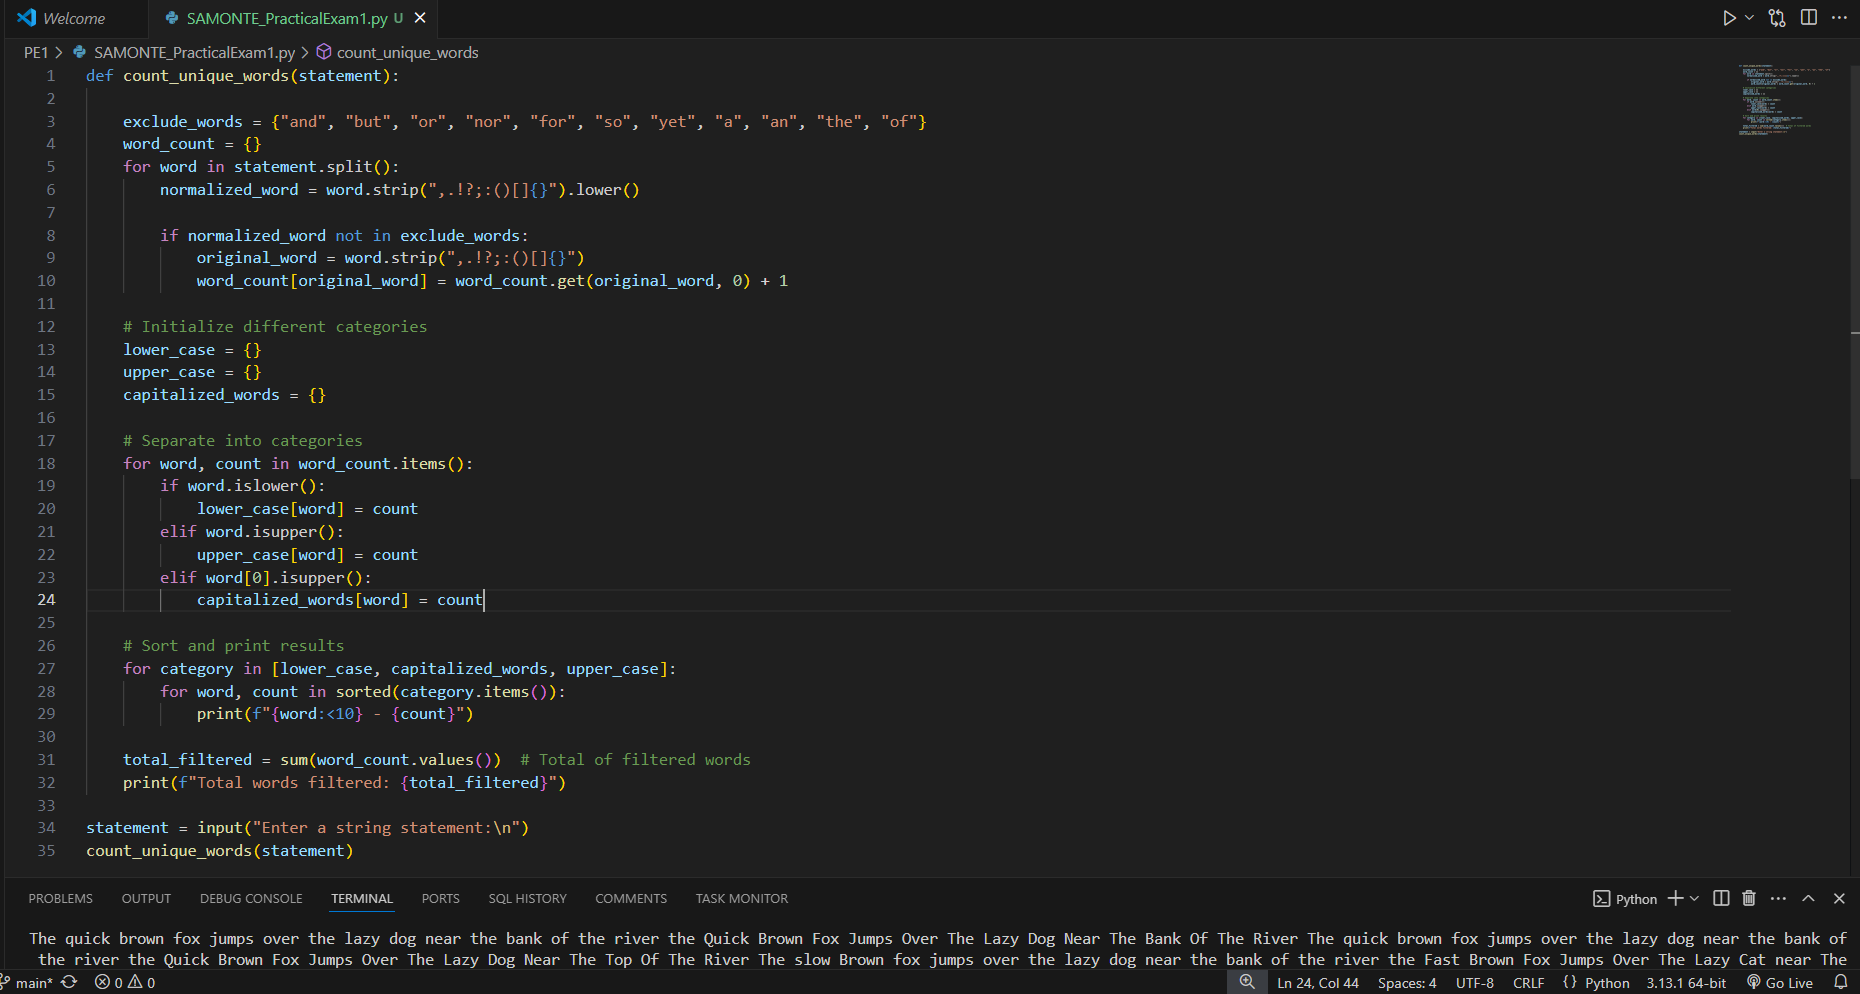 Welcome
SAMONTE_PracticalExam1.py U
PE1 > SAMONTE_PracticalExam1.py > count_unique_words
1 def count_unique_words(statement):
2
3     exclude_words = {"and", "but", "or", "nor", "for", "so", "yet", "a", "an", "the", "of"}
4     word_count = {}
5     for word in statement.split():
6         normalized_word = word.strip(",.!?;:()[]{}").lower()
7
8         if normalized_word not in exclude_words:
9             original_word = word.strip(",.!?;:()[]{}")
10             word_count[original_word] = word_count.get(original_word, 0) + 1
11
12     # Initialize different categories
13     lower_case = {}
14     upper_case = {}
15     capitalized_words = {}
16
17     # Separate into categories
18     for word, count in word_count.items():
19         if word.islower():
20             lower_case[word] = count
21         elif word.isupper():
22             upper_case[word] = count
23         elif word[0].isupper():
24             capitalized_words[word] = count
25
26     # Sort and print results
27     for category in [lower_case, capitalized_words, upper_case]:
28         for word, count in sorted(category.items()):
29             print(f"{word:<10} - {count}")
30
31     total_filtered = sum(word_count.values())  # Total of filtered words
32     print(f"Total words filtered: {total_filtered}")
33
34 statement = input("Enter a string statement:\n")
35 count_unique_words(statement)
PROBLEMS OUTPUT DEBUG CONSOLE TERMINAL PORTS SQL HISTORY COMMENTS TASK MONITOR Python
The quick brown fox jumps over the lazy dog near the bank of the river the Quick Brown Fox Jumps Over The Lazy Dog Near The Bank Of The River The quick brown fox jumps over the lazy dog near the bank of
the river the Quick Brown Fox Jumps Over The Lazy Dog Near The Top Of The River The slow Brown fox jumps over the lazy dog near the bank of the river the Fast Brown Fox Jumps Over The Lazy Cat near The
main* 0 0 Ln 24, Col 44 Spaces: 4 UTF-8 CRLF {} Python 3.13.1 64-bit Go Live